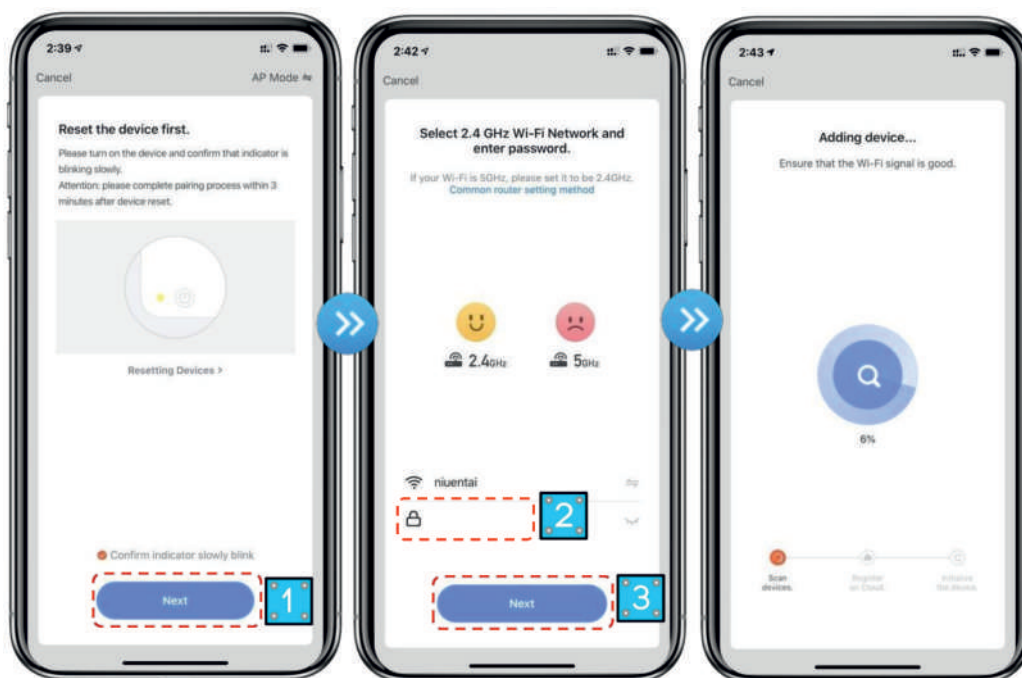 2:39
Cancel
AP Mode
Reset the device first.
Please turn on the device and confirm that indicator is
blinking slowly.
Attention: please complete pairing process within 3
minutes after device reset.
Resetting Devices >
Confirm indicator slowly blink
Next
1
2:42
Cancel
Select 2.4 GHz Wi-Fi Network and
enter password.
If your Wi-Fi is 5GHz, please set it to be 2.4GHz.
Common router setting method
2.4GHz
5GHz
niuentai
2
Next
3
2:43
Cancel
Adding device...
Ensure that the Wi-Fi signal is good.
6%
Scan
devices.
Register
on Cloud.
Initialize
the device.